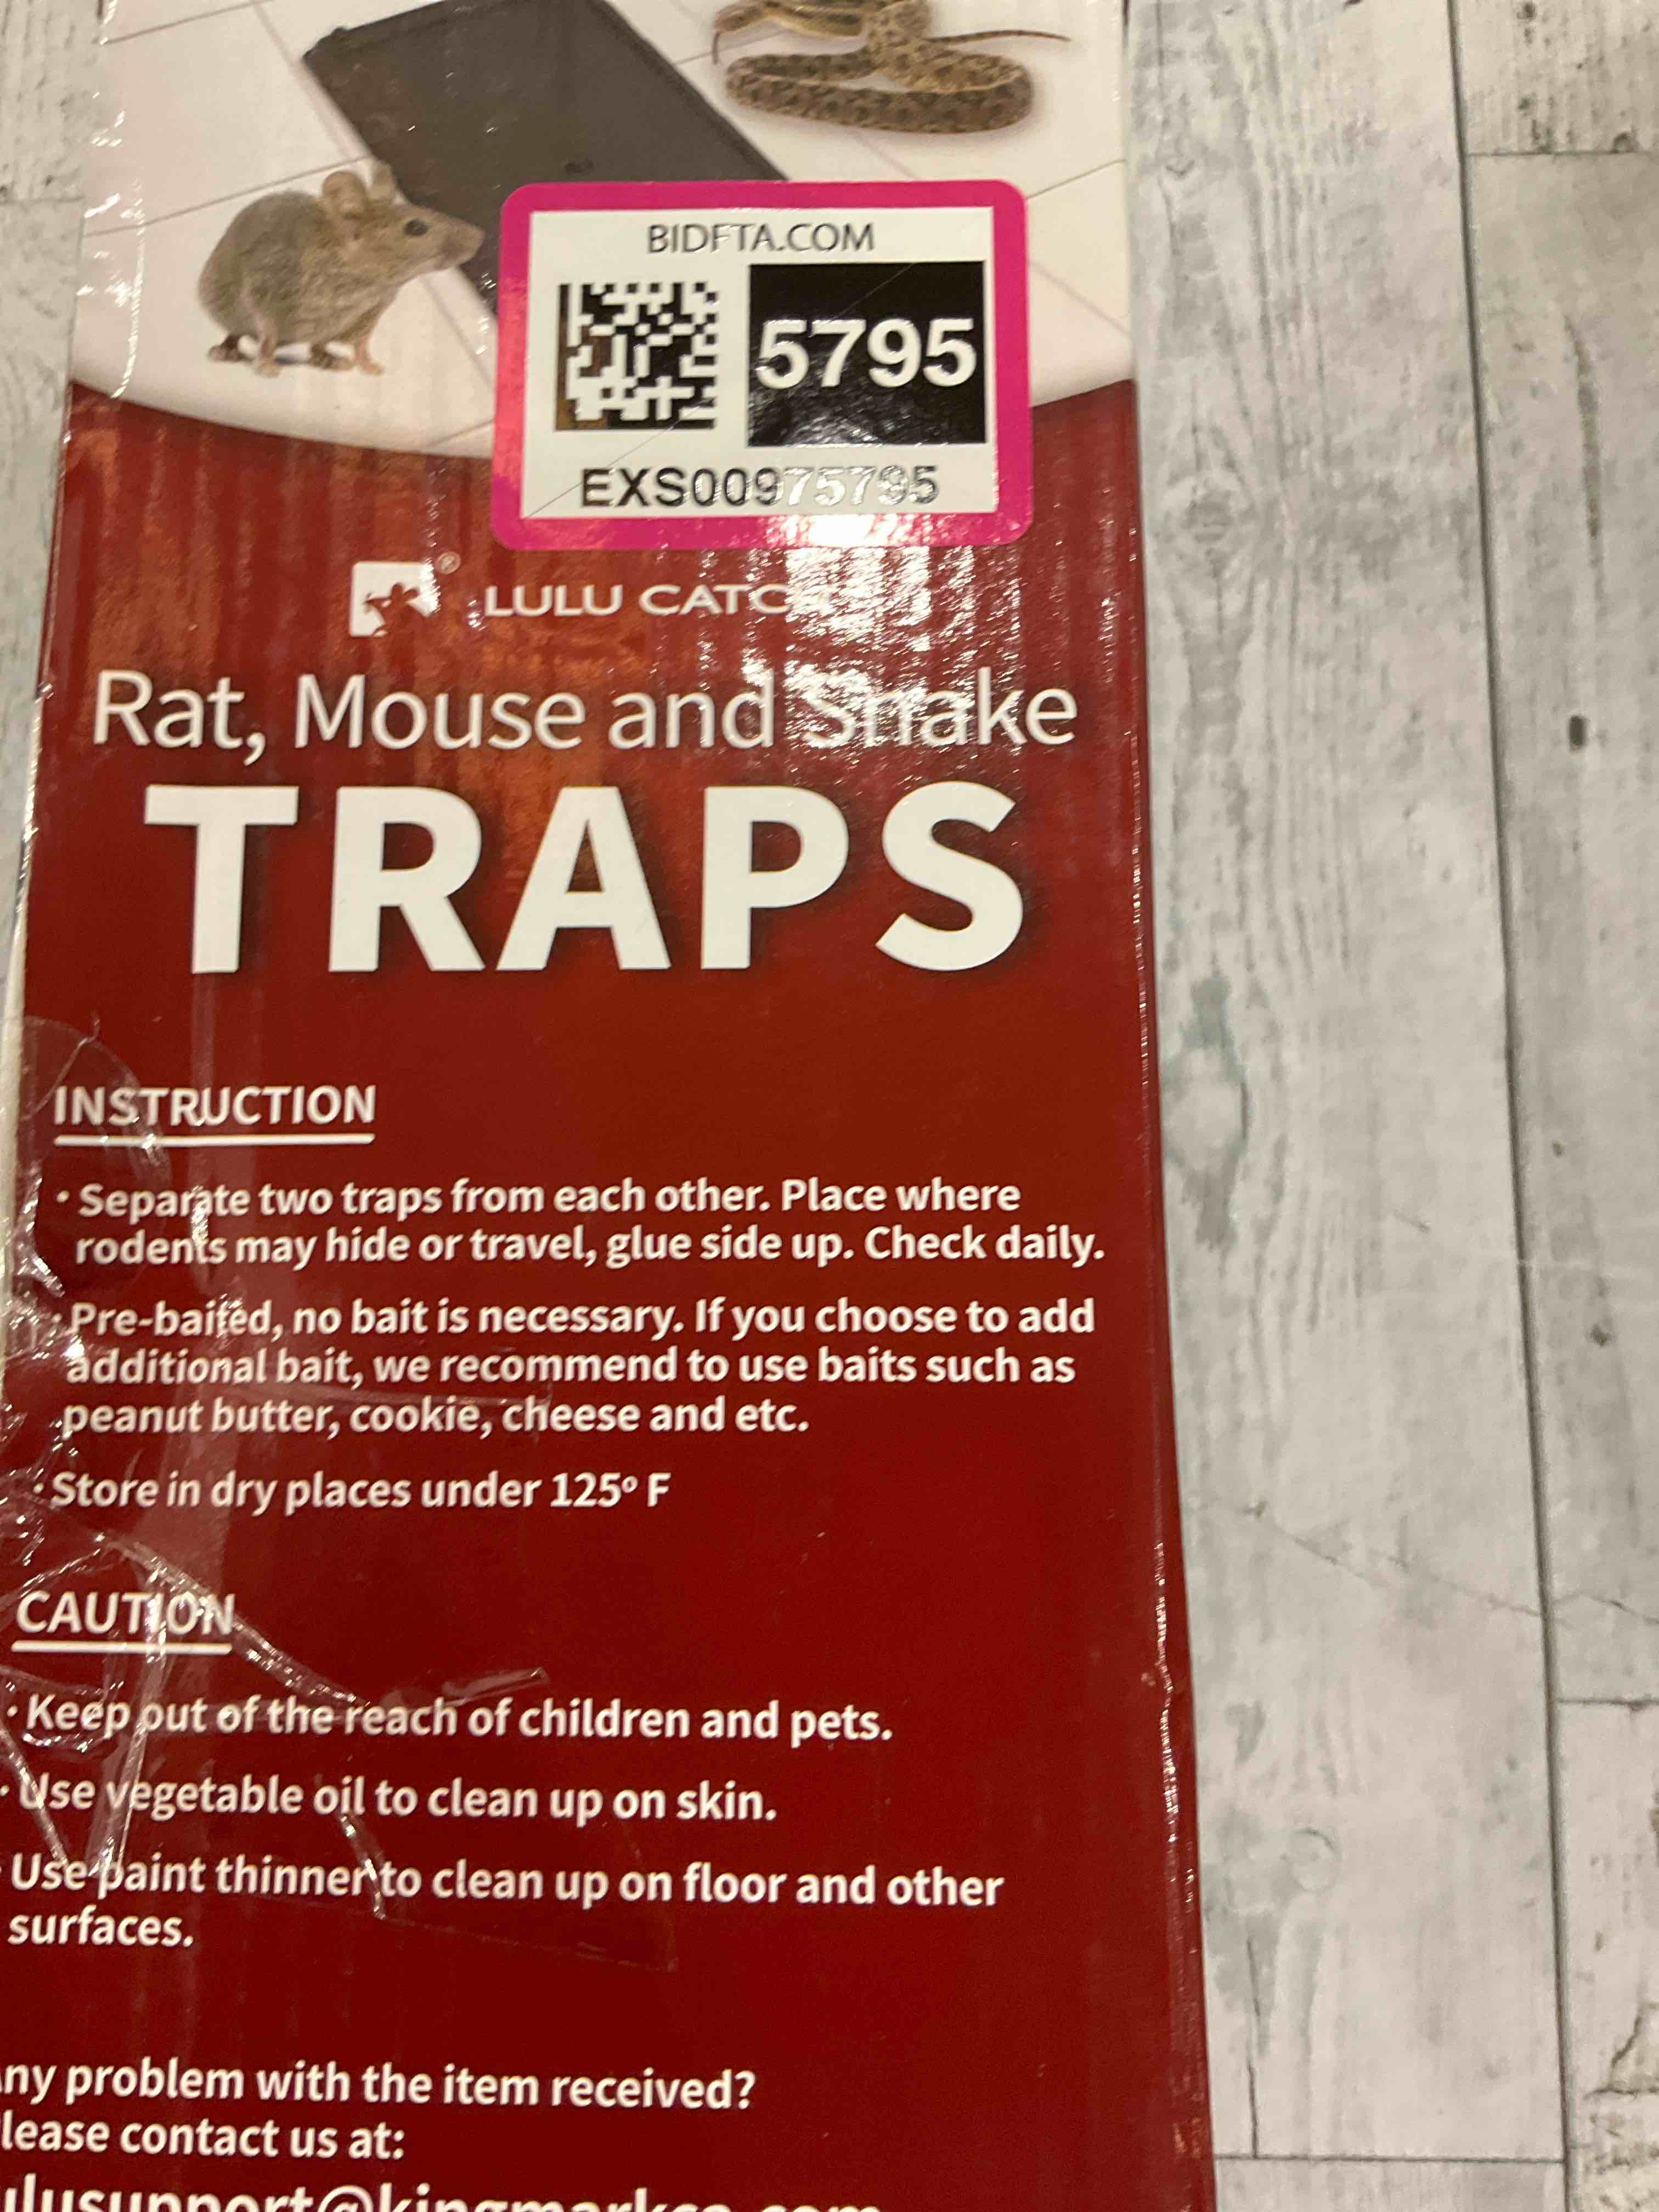 BIDFTA.COM
5795
EXS00975795
® LULU CATCH
Rat, Mouse and Snake
TRAPS
INSTRUCTION
· Separate two traps from each other. Place where
rodents may hide or travel, glue side up. Check daily.
· Pre-baited, no bait is necessary. If you choose to add
additional bait, we recommend to use baits such as
peanut butter, cookie, cheese and etc.
· Store in dry places under 125º F
CAUTION
· Keep out of the reach of children and pets.
· Use vegetable oil to clean up on skin.
· Use paint thinner to clean up on floor and other
surfaces.
ny problem with the item received?
lease contact us at: